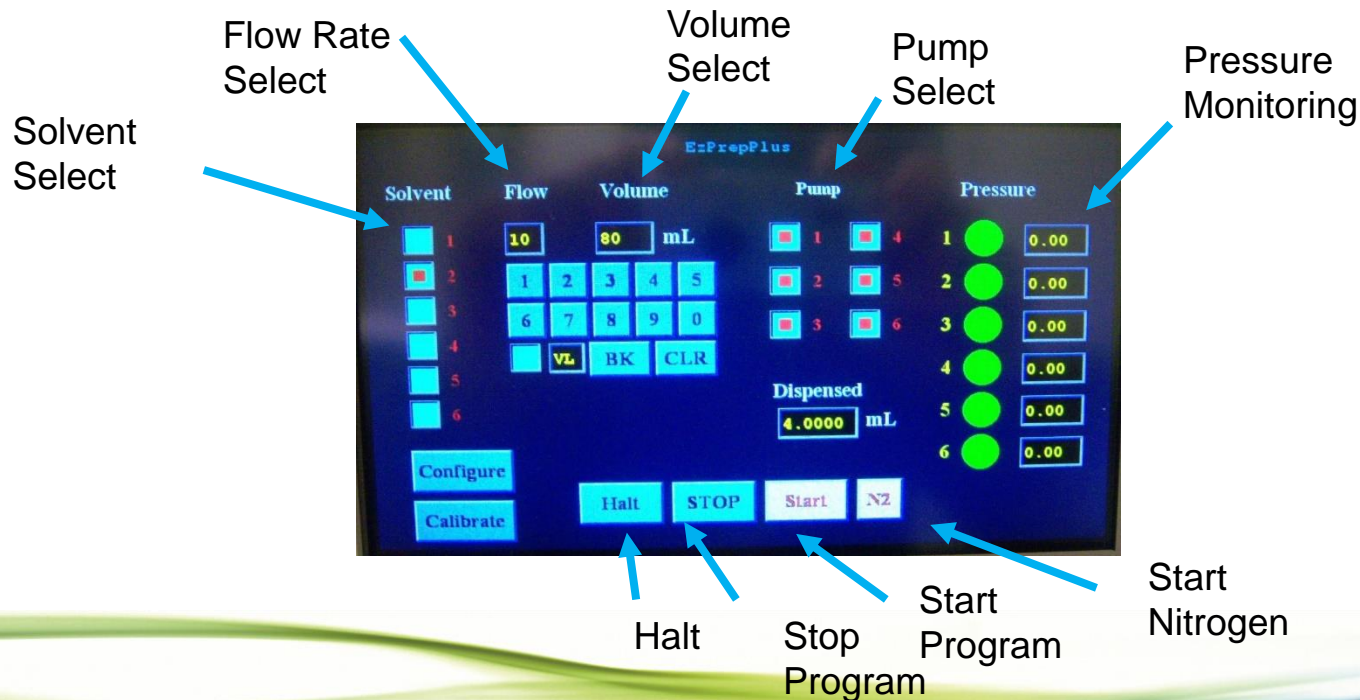 Flow Rate
Select
Volume
Select
Pump
Select
Pressure
Monitoring
Solvent
Select
EzPrepPlus
Solvent Flow Volume Pump Pressure
1 10 80 mL 1 4 1 0.00
2 1 2 3 4 5 2 5 2 0.00
3 6 7 8 9 0 3 6 3 0.00
4 VL BK CLR 4 0.00
5 Dispensed 5 0.00
6 4.0000 mL 6 0.00
Configure
Halt STOP Start N2
Calibrate
Start
Nitrogen
Start
Program
Halt
Stop
Program